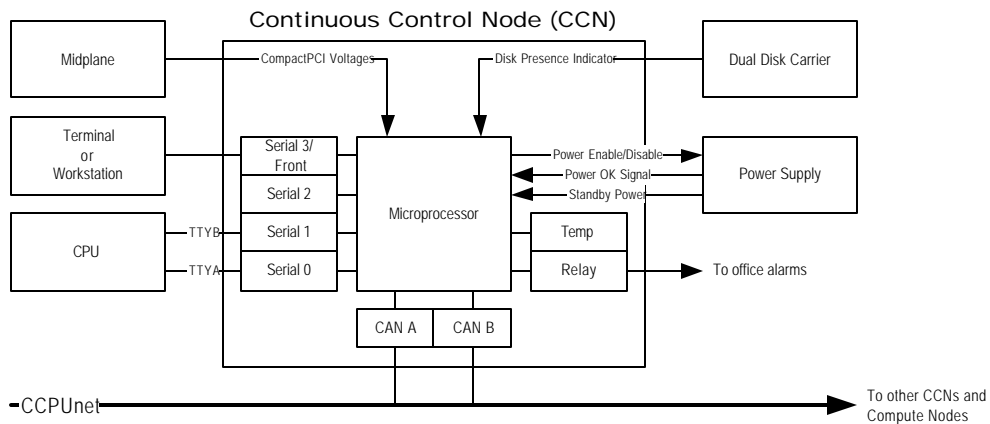 Continuous Control Node (CCN)
Midplane
CompactPCI Voltages
Disk Presence Indicator
Dual Disk Carrier
Terminal
or
Workstation
Serial 3/
Front
Power Enable/Disable
Power OK Signal
Standby Power
Power Supply
Serial 2
Microprocessor
CPU
TTYB
Serial 1
Temp
TTYA
Serial 0
Relay
To office alarms
CAN A
CAN B
CCPUnet
To other CCNs and
Compute Nodes